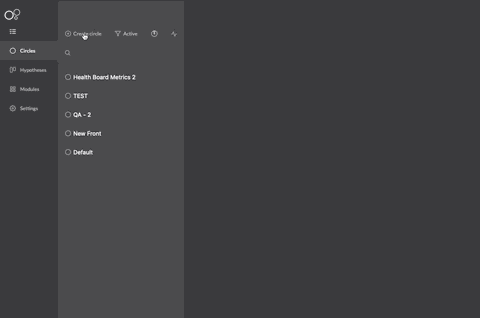 Create circle
Active
Circles
Hypotheses
Modules
Settings
Health Board Metrics 2
TEST
QA - 2
New Front
Default